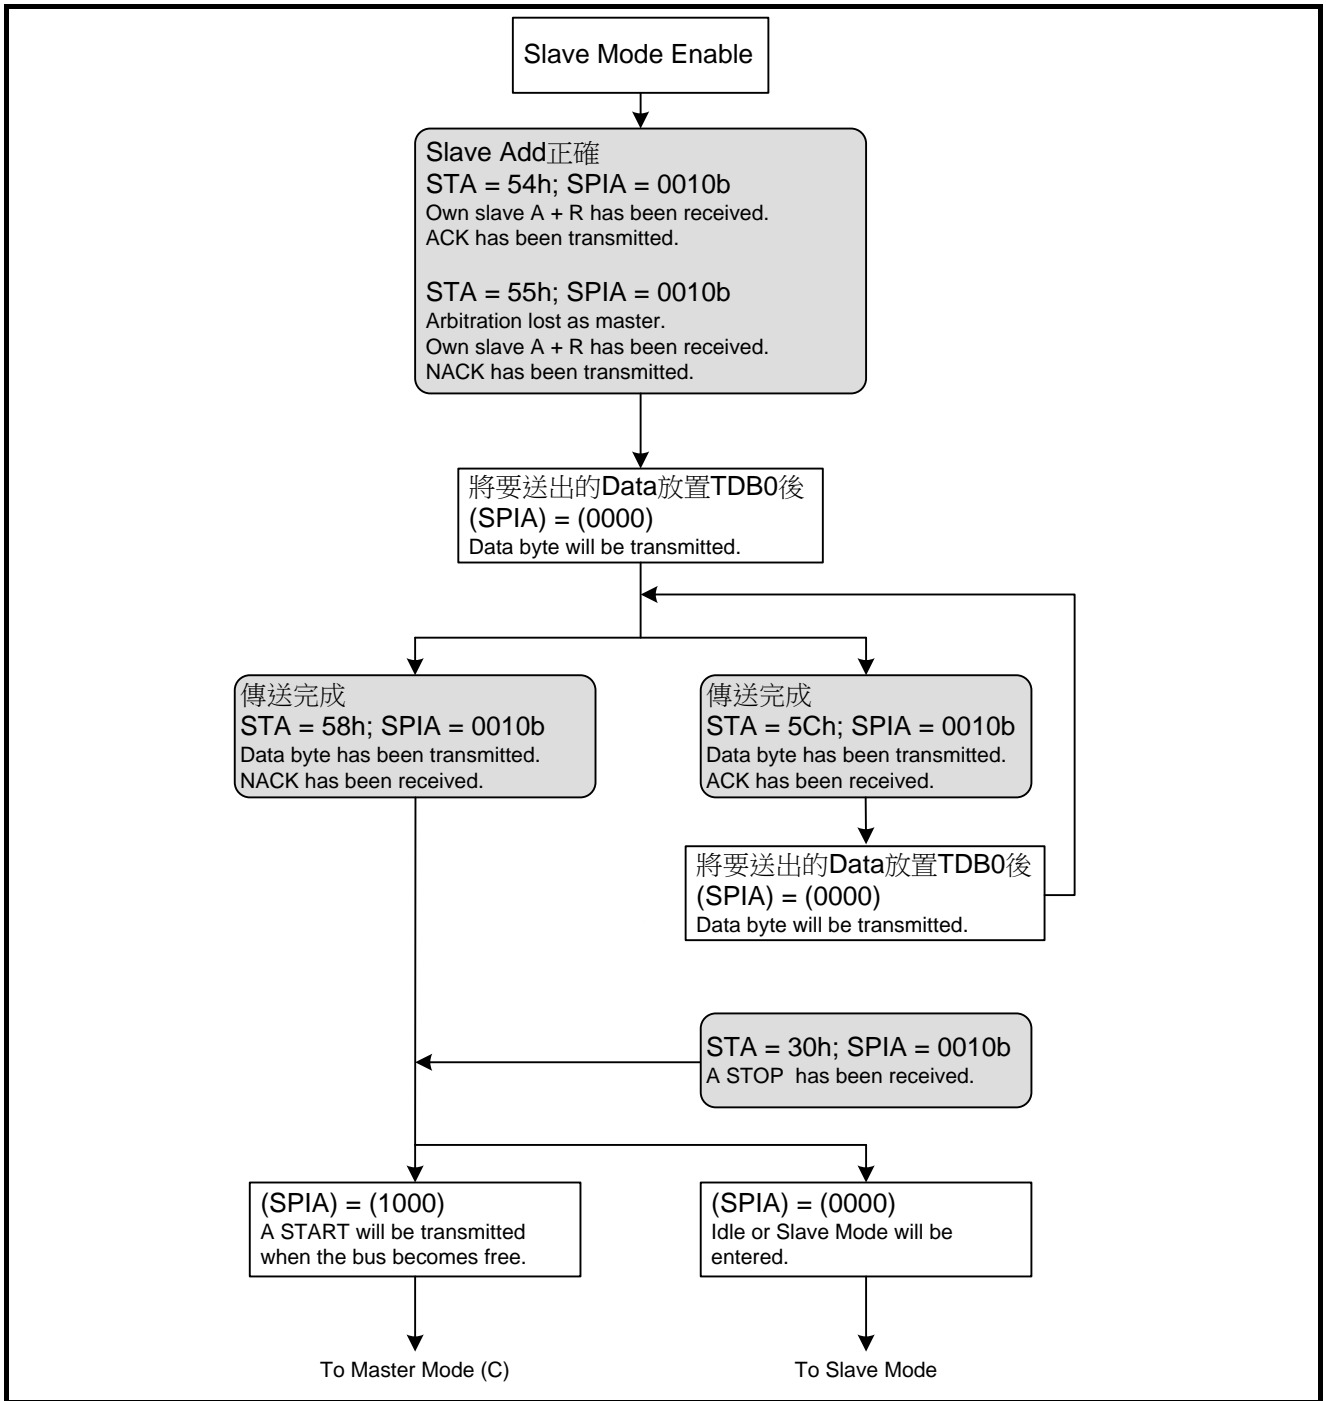 Slave Mode Enable
Slave Add正確
STA = 54h; SPIA = 0010b
Own slave A + R has been received.
ACK has been transmitted.
STA = 55h; SPIA = 0010b
Arbitration lost as master.
Own slave A + R has been received.
NACK has been transmitted.
將要送出的Data放置TDB0後
(SPIA) = (0000)
Data byte will be transmitted.
傳送完成
STA = 58h; SPIA = 0010b
Data byte has been transmitted.
NACK has been received.
傳送完成
STA = 5Ch; SPIA = 0010b
Data byte has been transmitted.
ACK has been received.
將要送出的Data放置TDB0後
(SPIA) = (0000)
Data byte will be transmitted.
STA = 30h; SPIA = 0010b
A STOP  has been received.
(SPIA) = (1000)
A START will be transmitted
when the bus becomes free.
(SPIA) = (0000)
Idle or Slave Mode will be
entered.
To Master Mode (C)
To Slave Mode